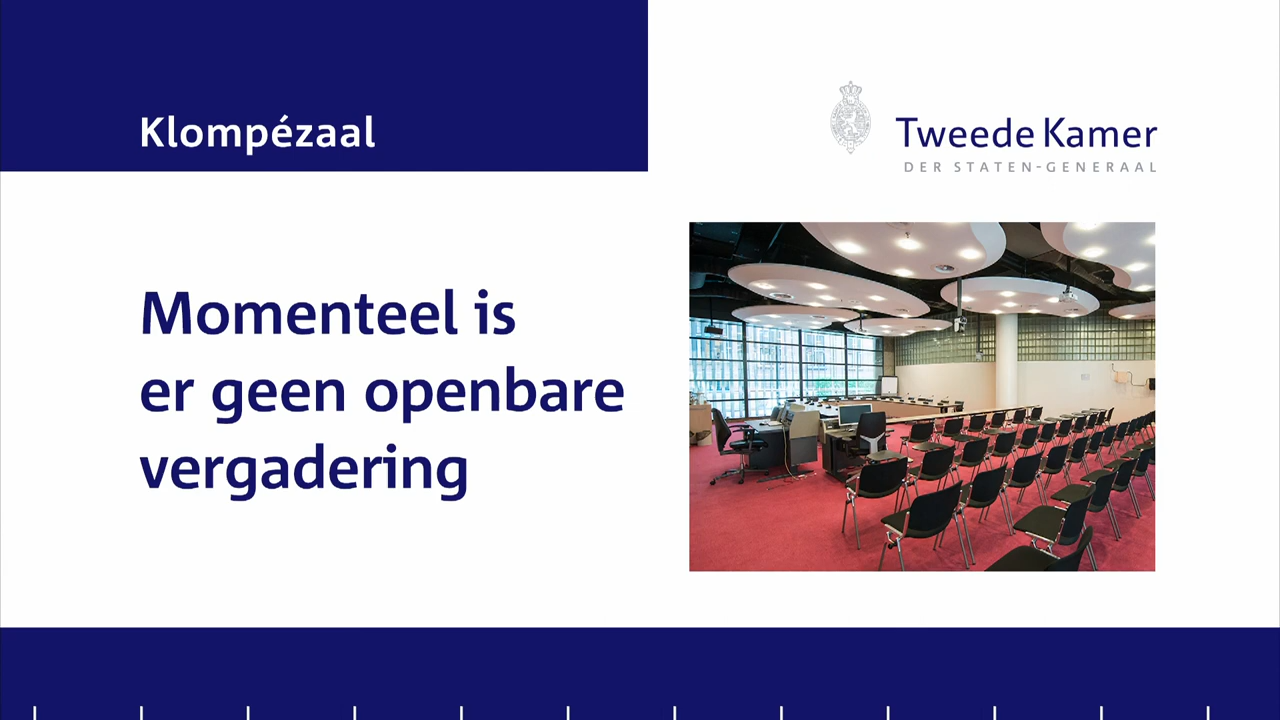 Klompézaal
Tweede Kamer
DER STATEN-GENERAAL
Momenteel is
er geen openbare
vergadering